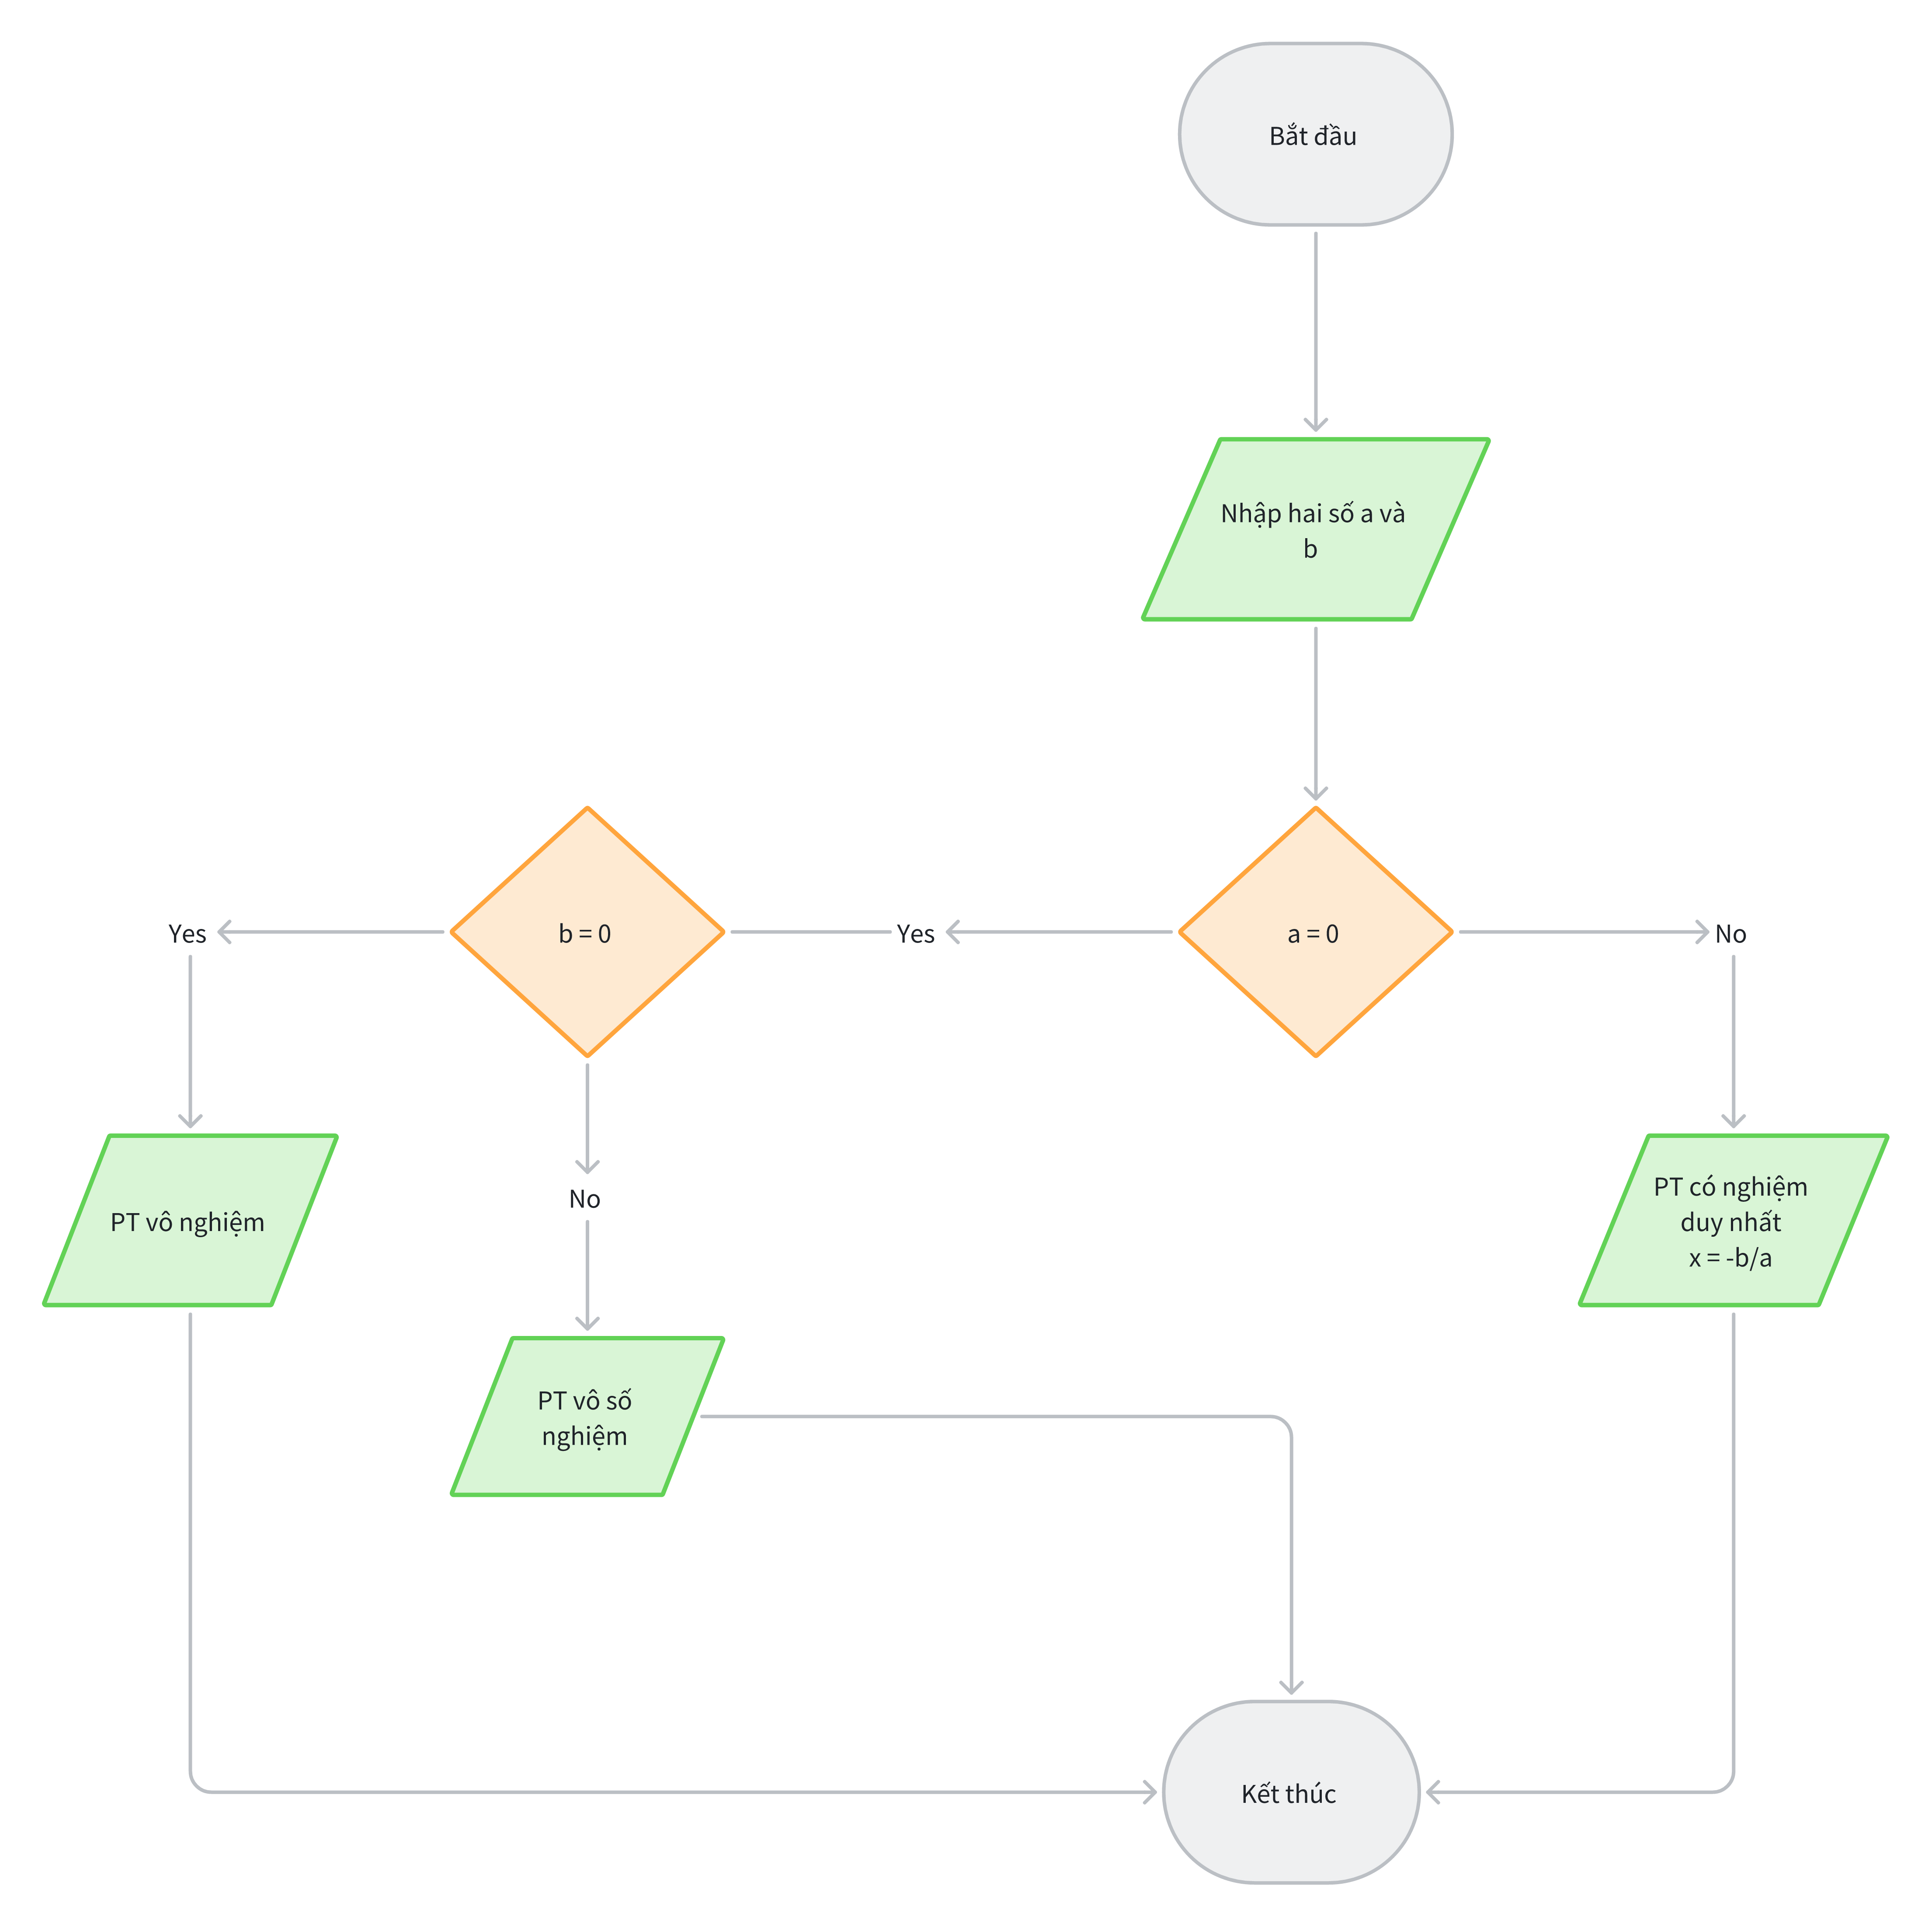 Bắt đầu
Nhập hai số a và
b
Yes
b = 0
Yes
a = 0
No
No
PT vô nghiệm
PT có nghiệm
duy nhất
x = -b/a
PT vô số
nghiệm
Kết thúc